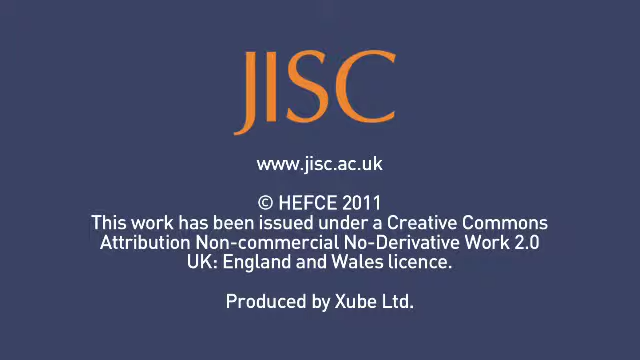 JISC
www.jisc.ac.uk
© HEFCE 2011
This work has been issued under a Creative Commons
Attribution Non-commercial No-Derivative Work 2.0
UK: England and Wales licence.
Produced by Xube Ltd.